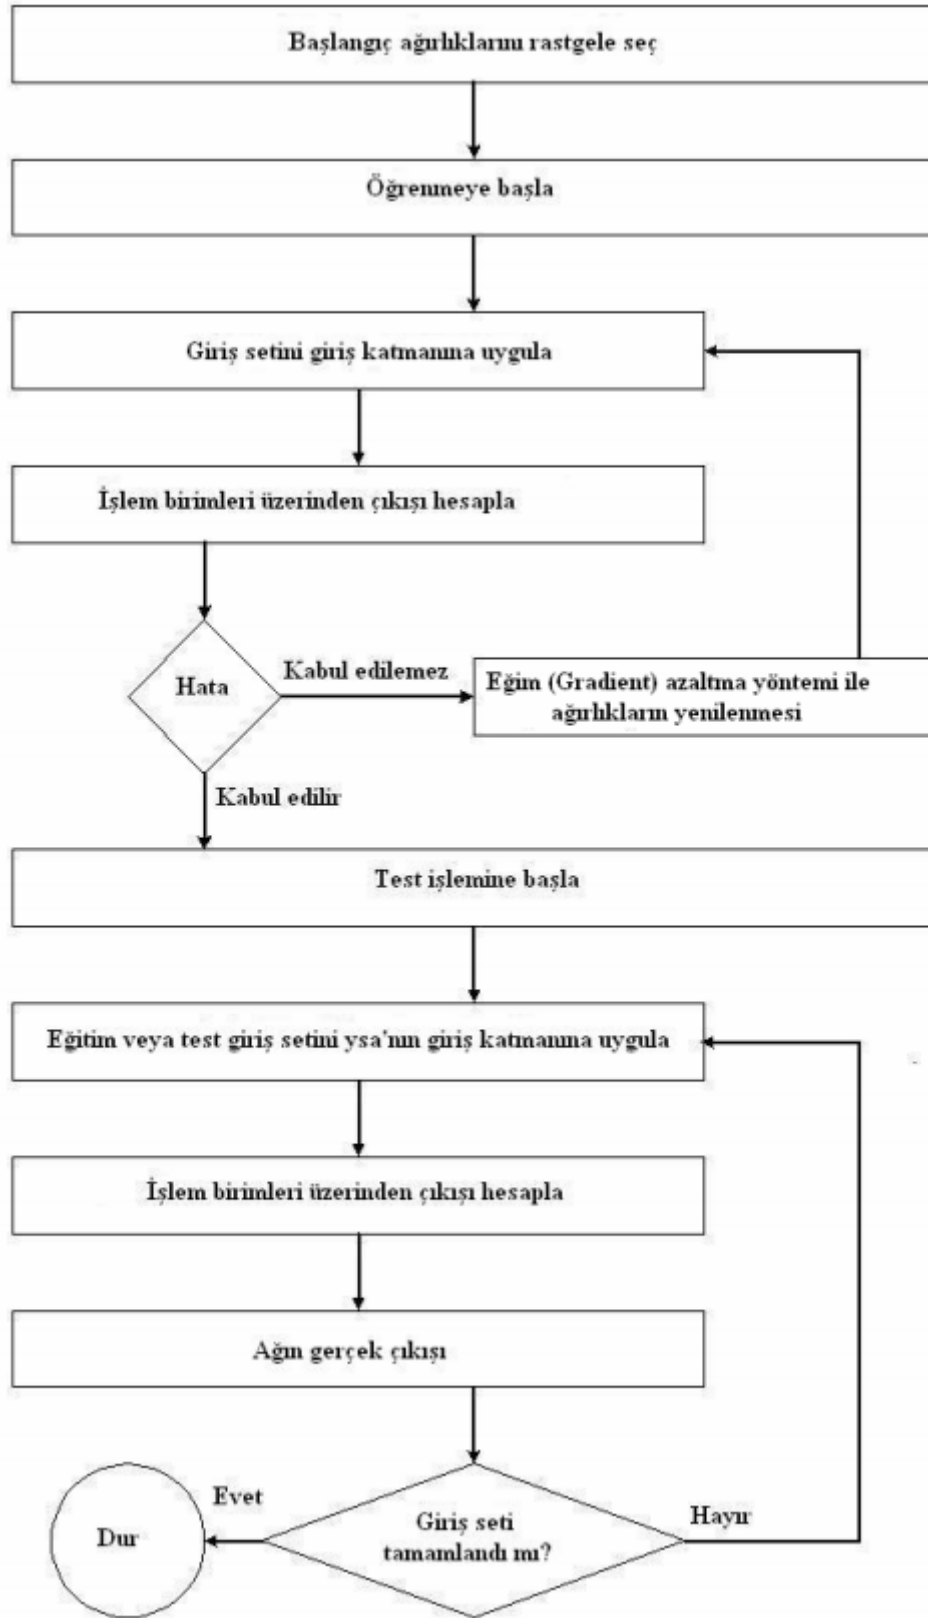 Başlangıç ağırlıklarını rastgele seç
Öğrenmeye başla
Giriş setini giriş katmanına uygula
İşlem birimleri üzerinden çıkışı hesapla
Hata
Kabul edilemez
Eğim (Gradient) azaltma yöntemi ile
ağırlıkların yenilenmesi
Kabul edilir
Test işlemine başla
Eğitim veya test giriş setini ysa'nın giriş katmanına uygula
İşlem birimleri üzerinden çıkışı hesapla
Ağın gerçek çıkışı
Evet
Dur
Giriş seti
tamamlandı mı?
Hayır